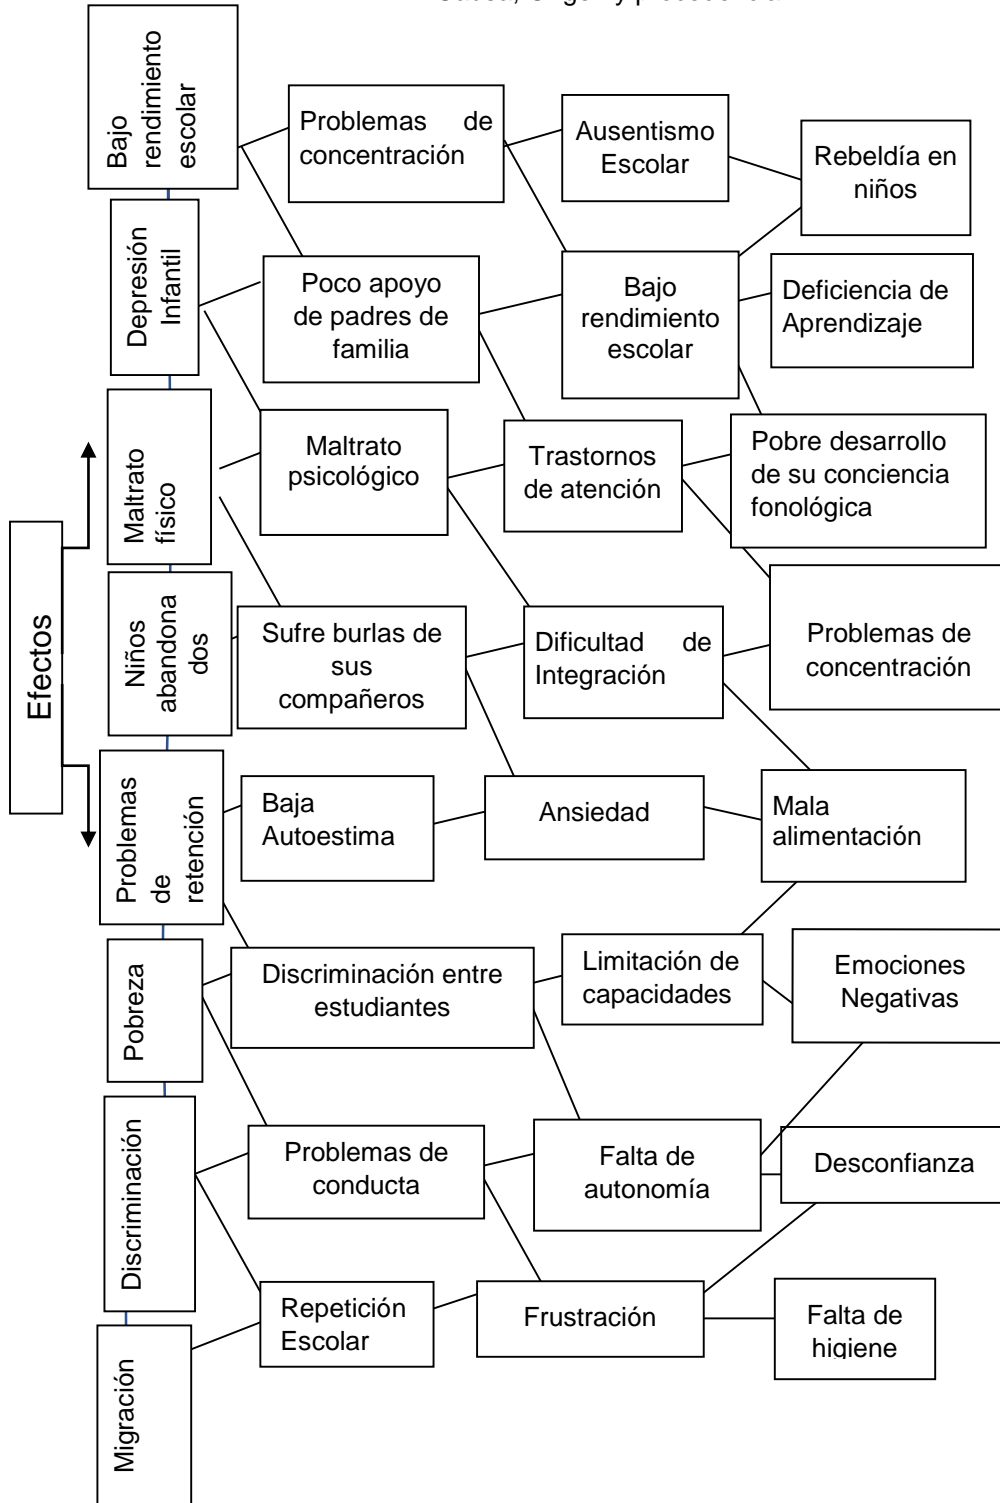 Bajo
rendimiento
escolar
Problemas de
concentración
Ausentismo
Escolar
Rebeldía en
niños
Depresión
Infantil
Poco apoyo
de padres de
familia
Bajo
rendimiento
escolar
Deficiencia de
Aprendizaje
Maltrato
físico
Maltrato
psicológico
Trastornos
de atención
Pobre desarrollo
de su conciencia
fonológica
Efectos
Niños
abandona
dos
Sufre burlas de
sus
compañeros
Dificultad de
Integración
Problemas de
concentración
Problemas
de
retención
Baja
Autoestima
Ansiedad
Mala
alimentación
Pobreza
Discriminación entre
estudiantes
Limitación de
capacidades
Emociones
Negativas
Discriminación
Problemas de
conducta
Falta de
autonomía
Desconfianza
Repetición
Escolar
Frustración
Falta de
higiene
Migración